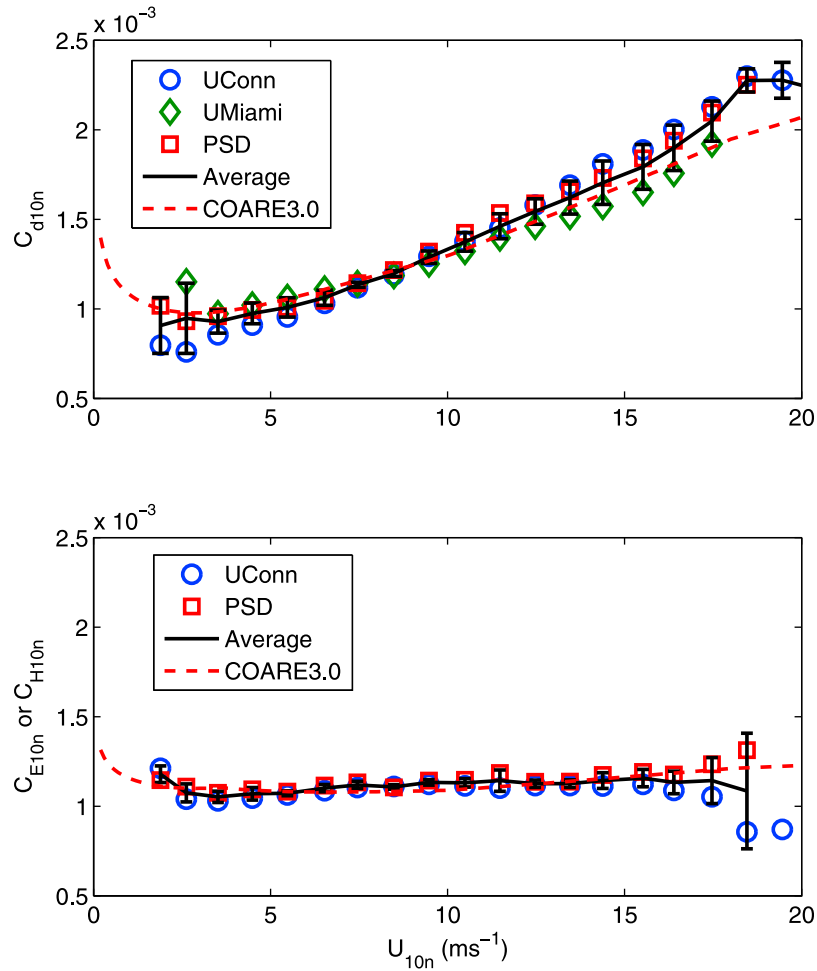 x 10⁻³
2.5
2
1.5
1
0.5
C_d10n
UConn
UMiami
PSD
Average
COARE3.0
0 5 10 15 20
x 10⁻³
2.5
2
1.5
1
0.5
C_E10n or C_H10n
UConn
PSD
Average
COARE3.0
0 5 10 15 20
U_10n (ms⁻¹)